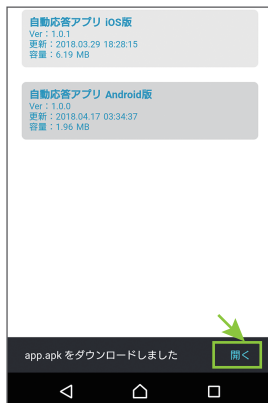 自動応答アプリ iOS版
Ver：1.0.1
更新：2018.03.29 18:28:15
容量：6.19 MB
自動応答アプリ Android版
Ver：1.0.0
更新：2018.04.17 03:34:37
容量：1.96 MB
app.apk をダウンロードしました 開く